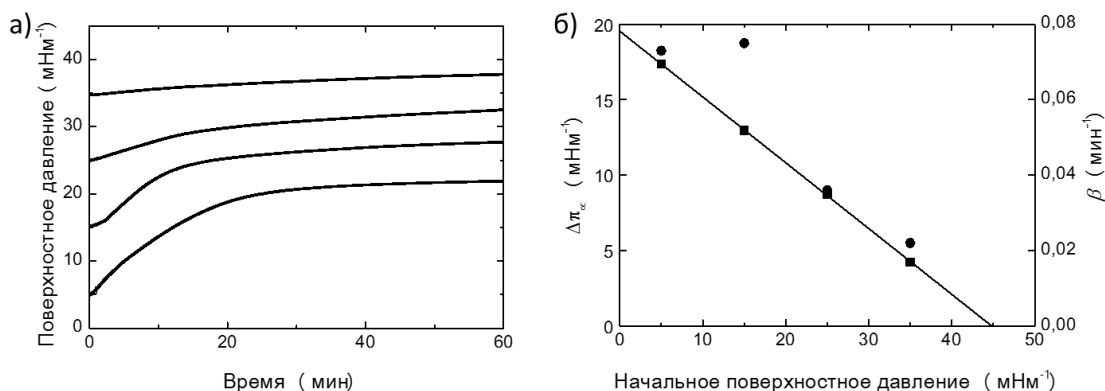 а)
Поверхностное давление ( мНм⁻¹)
40
30
20
10
0
0 20 40 60
Время ( мин)
б)
Δπ∝ ( мНм⁻¹)
20
15
10
5
0
0 10 20 30 40 50
Начальное поверхностное давление ( мНм⁻¹)
0,08
0,06
0,04
0,02
0,00
β ( мин⁻¹)